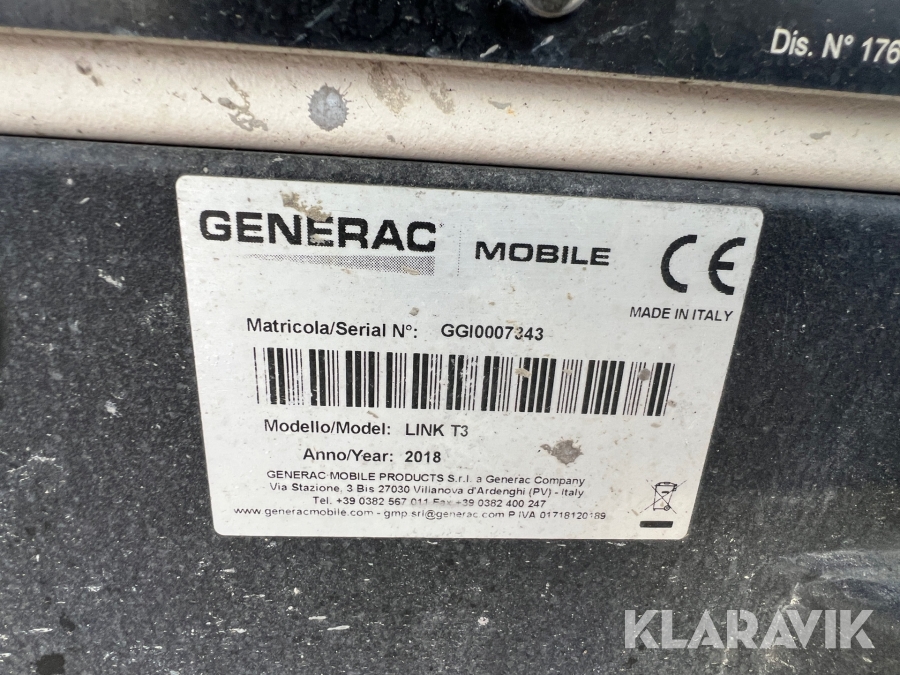 Dis. N° 176
GENERAC MOBILE
CE
MADE IN ITALY
Matricola/Serial N°: GGI0007343
Modello/Model: LINK T3
Anno/Year: 2018
GENERAC MOBILE PRODUCTS S.r.l. a Generac Company
Via Stazione, 3 Bis 27030 Villanova d'Ardenghi (PV) - Italy
Tel. +39 0382 567 011 Fax +39 0382 400 247
www.generacmobile.com - gmp.srl@generac.com P.IVA 01718120189
KLARAVIK